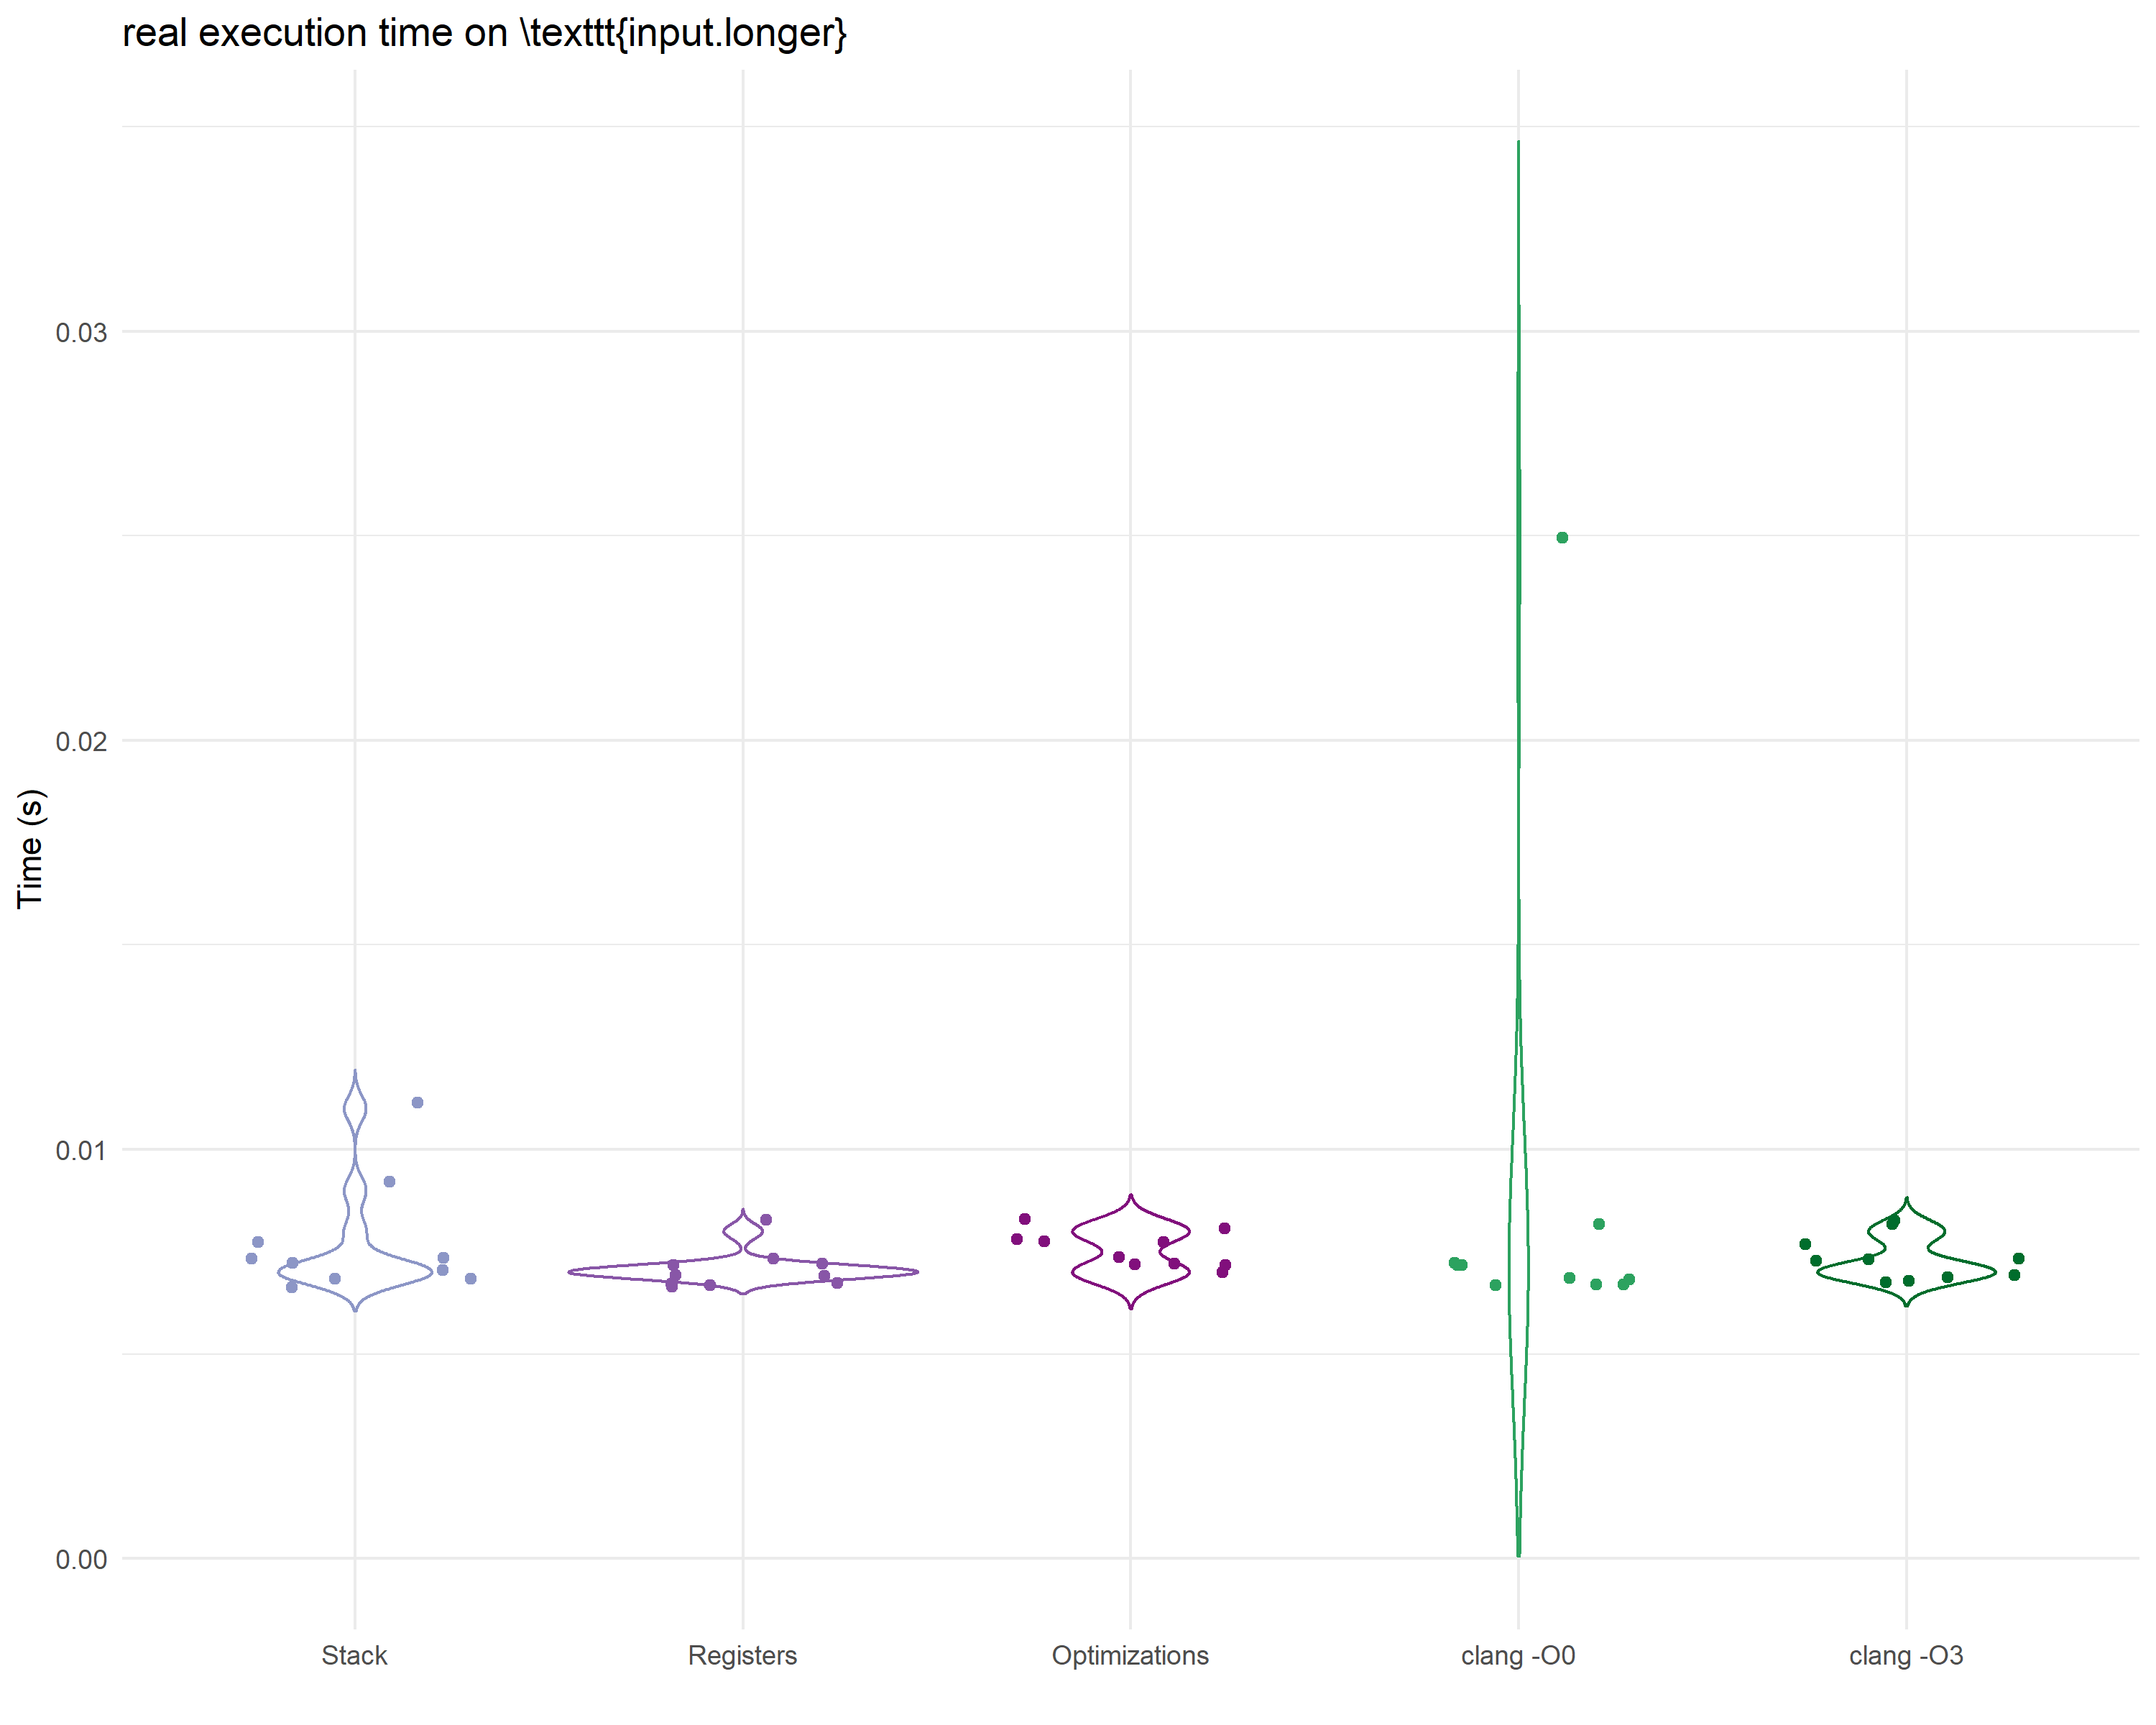 real execution time on \texttt{input.longer}
Time (s)
0.03
0.02
0.01
0.00
Stack Registers Optimizations clang -O0 clang -O3